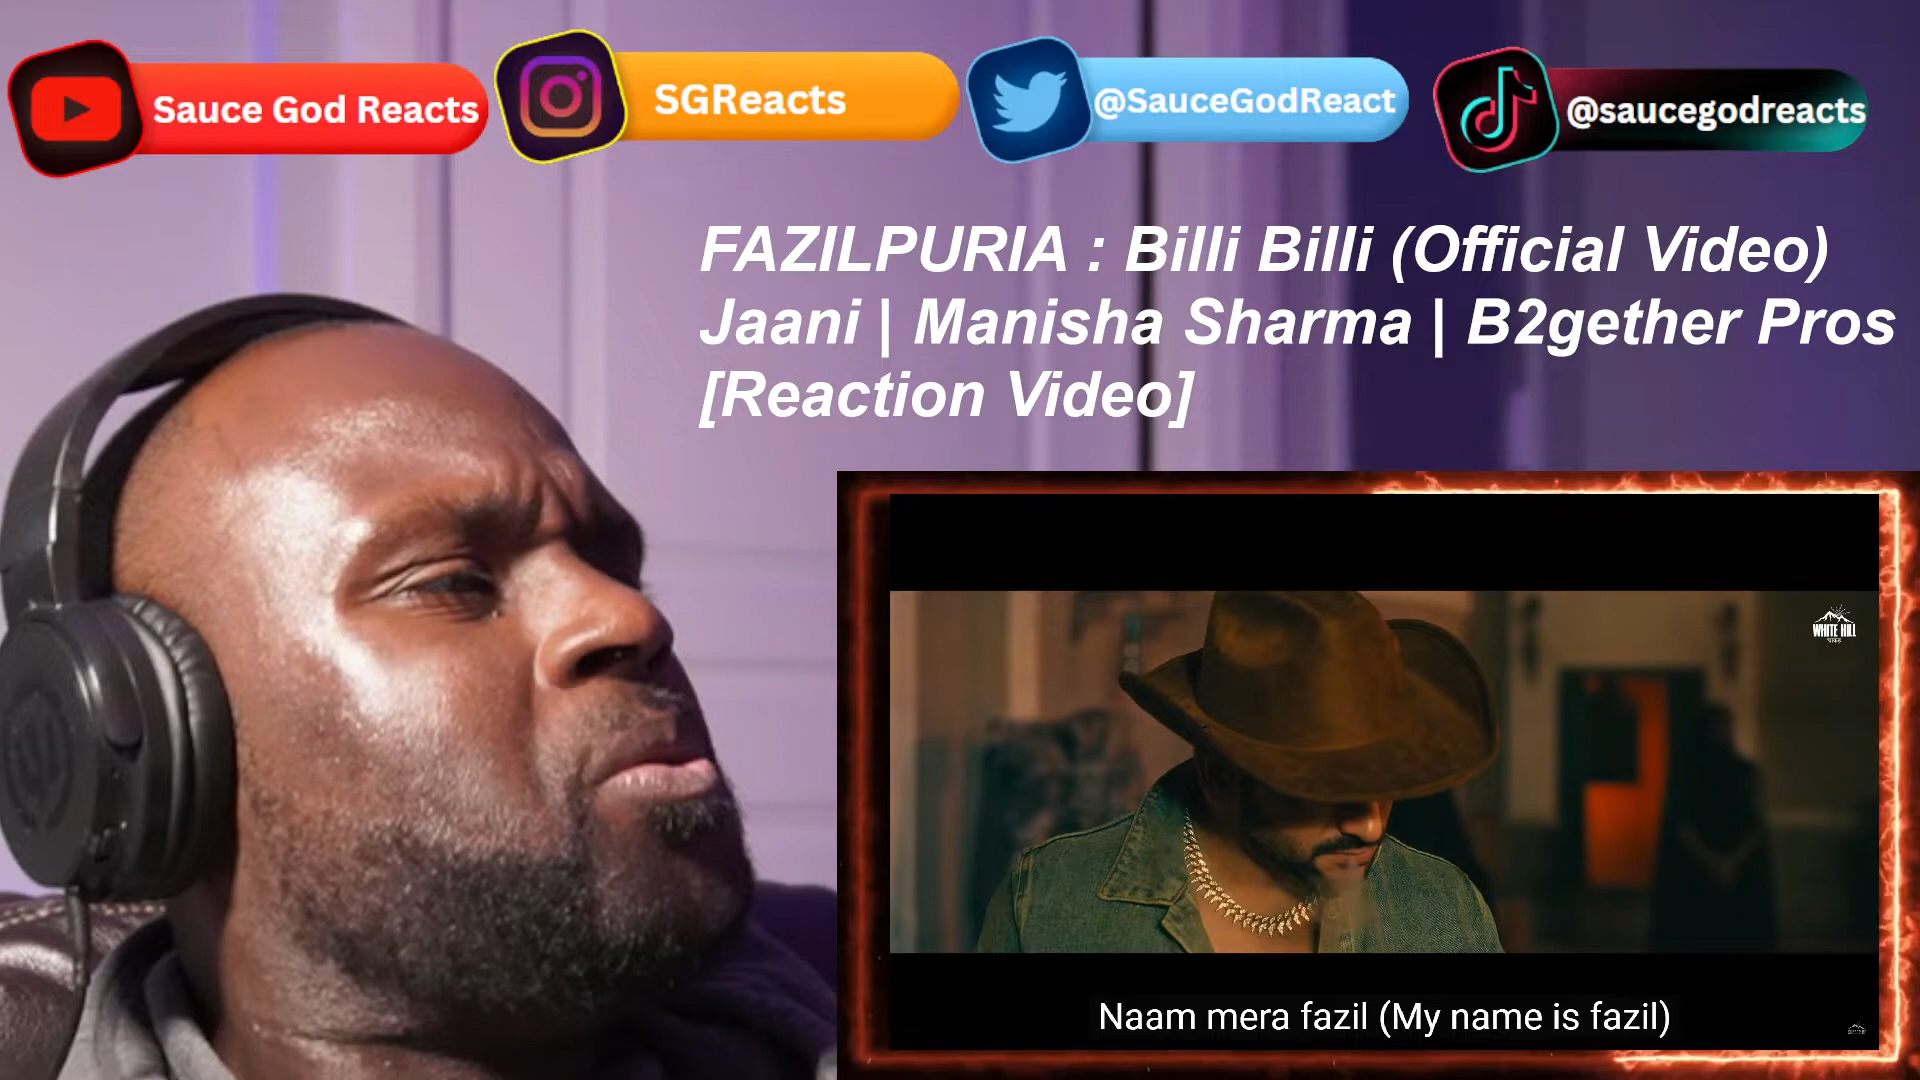 Sauce God Reacts
SGReacts
@SauceGodReact
@saucegodreacts
FAZILPURIA : Billi Billi (Official Video)
Jaani | Manisha Sharma | B2gether Pros
[Reaction Video]
WHITE HILL
Naam mera fazil (My name is fazil)